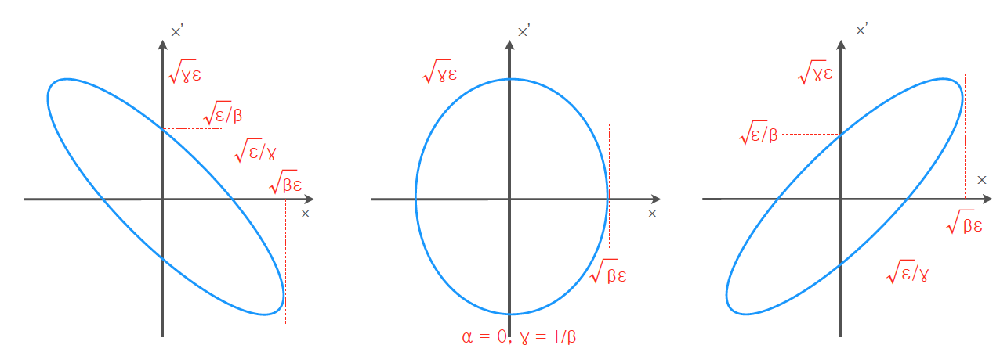 x'
√γε
√ε/β
√ε/γ
√βε
x
x'
√γε
x
√βε
α = 0, γ = 1/β
x'
√γε
√ε/β
x
√βε
√ε/γ